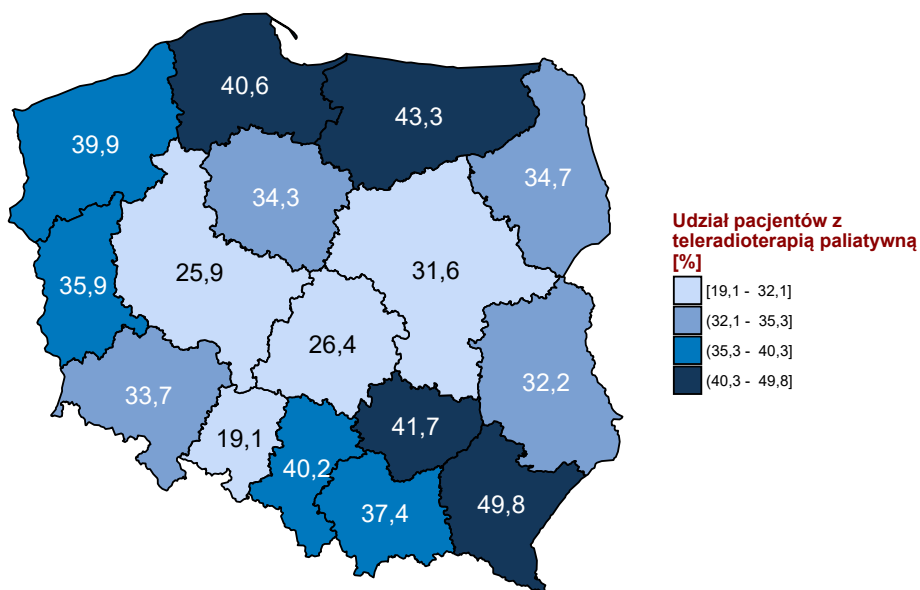 40,6
43,3
39,9
34,7
34,3
25,9
31,6
35,9
26,4
32,2
33,7
41,7
19,1
40,2
49,8
37,4
Udział pacjentów z
teleradioterapią paliatywną
[%]
[19,1 - 32,1]
(32,1 - 35,3]
(35,3 - 40,3]
(40,3 - 49,8]